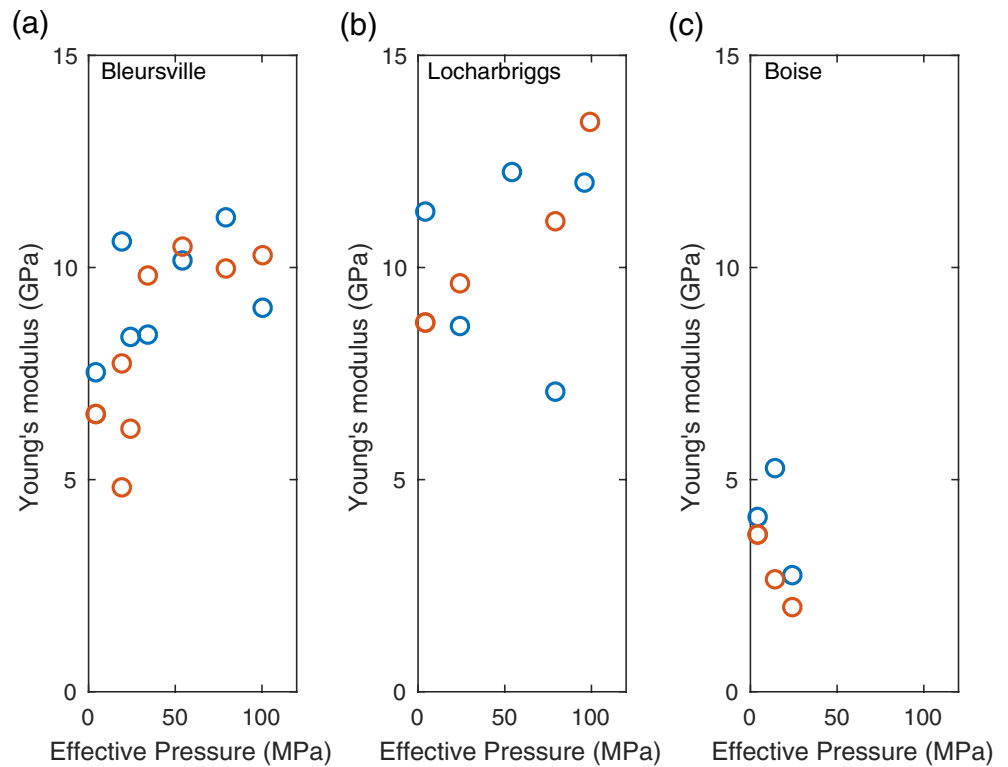 (a)
(b)
(c)
15
10
5
0
Bleursville
Young's modulus (GPa)
0 50 100
Effective Pressure (MPa)
15
10
5
0
Locharbriggs
Young's modulus (GPa)
0 50 100
Effective Pressure (MPa)
15
10
5
0
Boise
Young's modulus (GPa)
0 50 100
Effective Pressure (MPa)